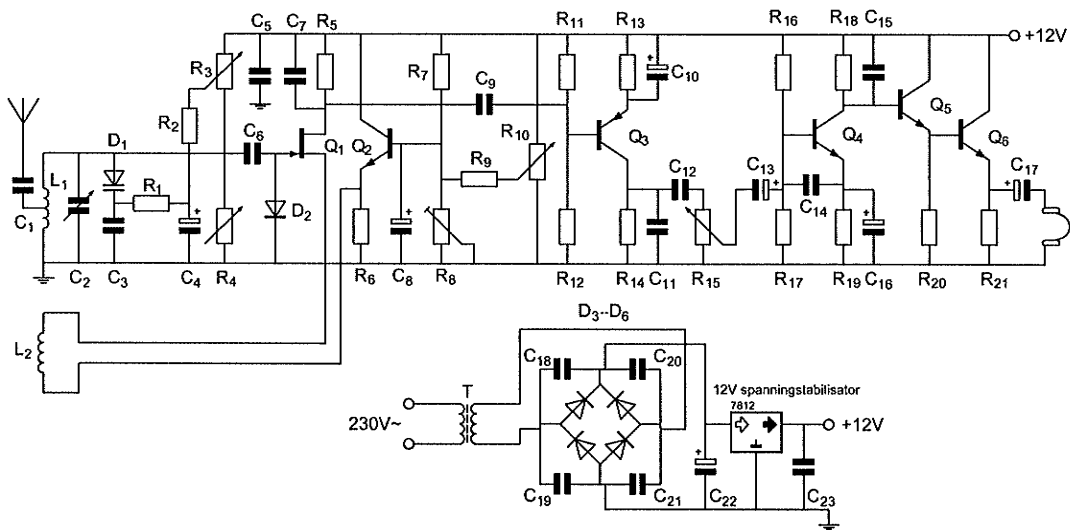 C5 C7 R5 R11 R13 R16 R18 C15
+12V
R3 R7 C9 + C10
R2 C6 R10 Q5
D1 Q1 Q2 Q3 Q4 Q6
L1 R1 R9 C12 C13 C17
C1 + D2 + + C14 + +
C2 C3 C4 R4 R6 C8 R8 R12 R14 C11 R15 R17 R19 C16 R20 R21
D3--D6
L2 C18 C20
T 12V spanningstabilisator
7812
230V~ +12V
+
C19 C21 C22 C23